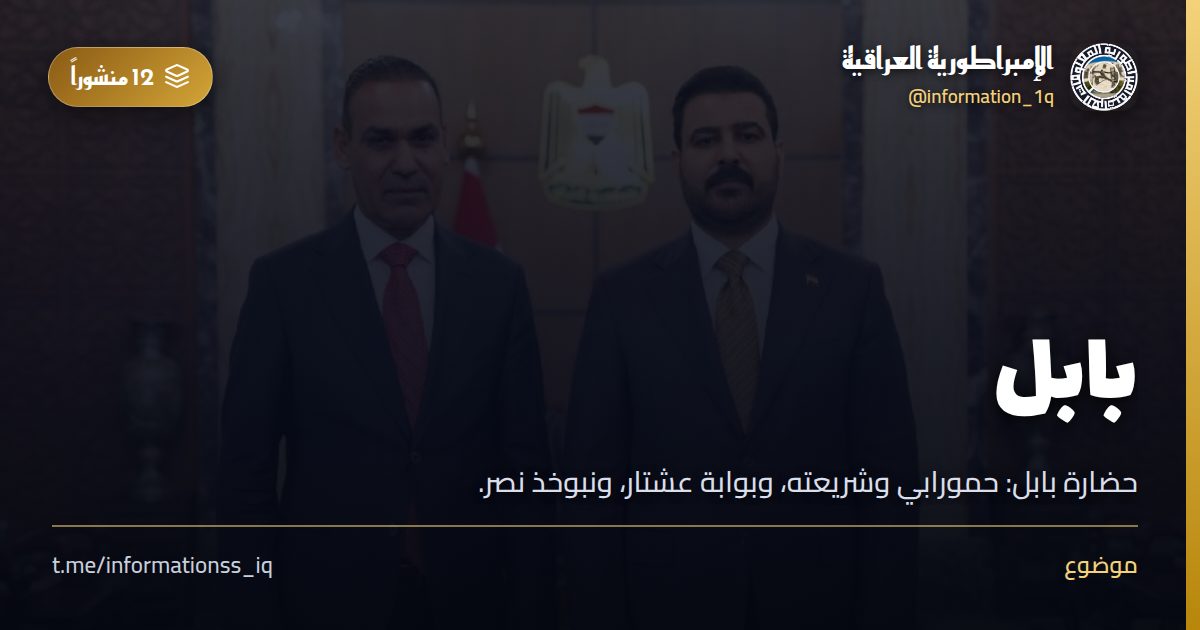 الإمبراطورية العراقية
@information_1q
12 منشوراً
بابل
حضارة بابل: حمورابي وشريعته، وبوابة عشتار، ونبوخذ نصر.
موضوع
t.me/informationss_iq